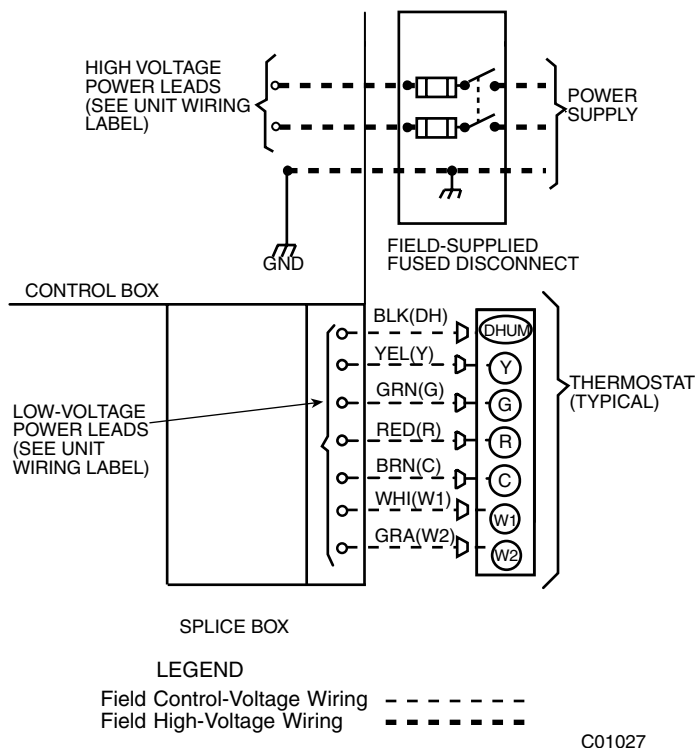 HIGH VOLTAGE
POWER LEADS
(SEE UNIT WIRING
LABEL)
POWER
SUPPLY
GND
FIELD-SUPPLIED
FUSED DISCONNECT
CONTROL BOX
LOW-VOLTAGE
POWER LEADS
(SEE UNIT
WIRING LABEL)
BLK(DH)
DHUM
YEL(Y)
Y
GRN(G)
G
RED(R)
R
BRN(C)
C
WHI(W1)
W1
GRA(W2)
W2
THERMOSTAT
(TYPICAL)
SPLICE BOX
LEGEND
Field Control-Voltage Wiring
Field High-Voltage Wiring
C01027